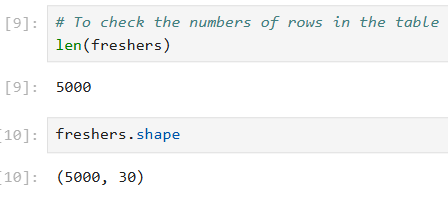 [9]: # To check the numbers of rows in the table
len(freshers)
[9]: 5000
[10]: freshers.shape
[10]: (5000, 30)